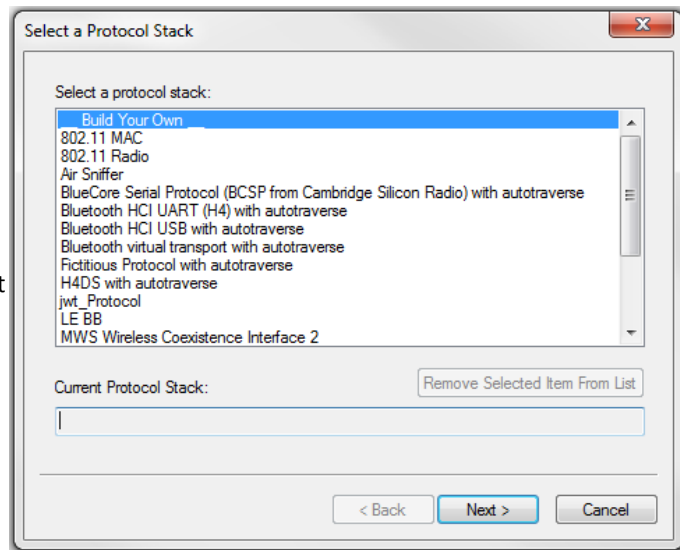 Select a Protocol Stack
Select a protocol stack:
__ Build Your Own __
802.11 MAC
802.11 Radio
Air Sniffer
BlueCore Serial Protocol (BCSP from Cambridge Silicon Radio) with autotraverse
Bluetooth HCI UART (H4) with autotraverse
Bluetooth HCI USB with autotraverse
Bluetooth virtual transport with autotraverse
Fictitious Protocol with autotraverse
H4DS with autotraverse
t
jwt_Protocol
LE BB
MWS Wireless Coexistence Interface 2
Current Protocol Stack:
Remove Selected Item From List
< Back
Next >
Cancel